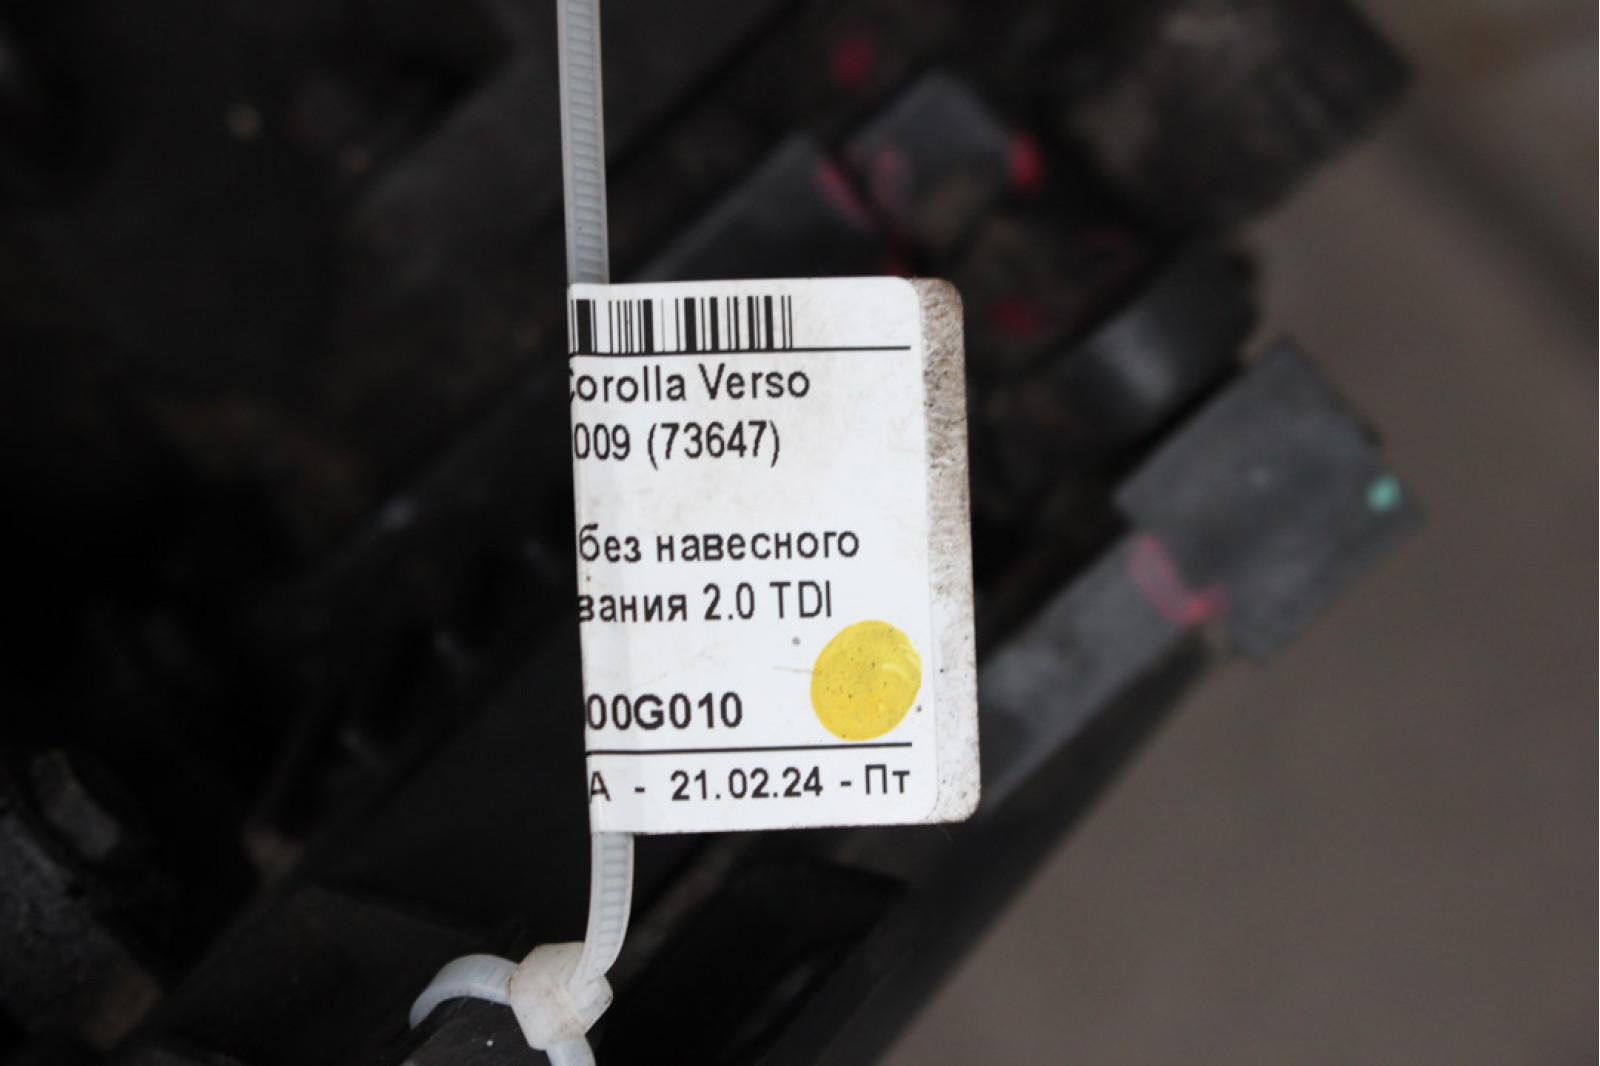 Corolla Verso
009 (73647)
без навесного
вания 2.0 TDI
00G010
А - 21.02.24 - Пт